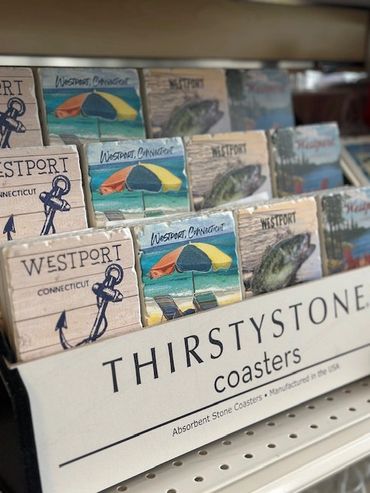 WESTPORT, CONNECTICUT
WESTPORT
WESTPORT
CONNECTICUT
WESTPORT, CONNECTICUT
WESTPORT
WESTPORT
WESTPORT
CONNECTICUT
WESTPORT, CONNECTICUT
WESTPORT
THIRSTYSTONE
coasters
Absorbent Stone Coasters • Manufactured in the USA